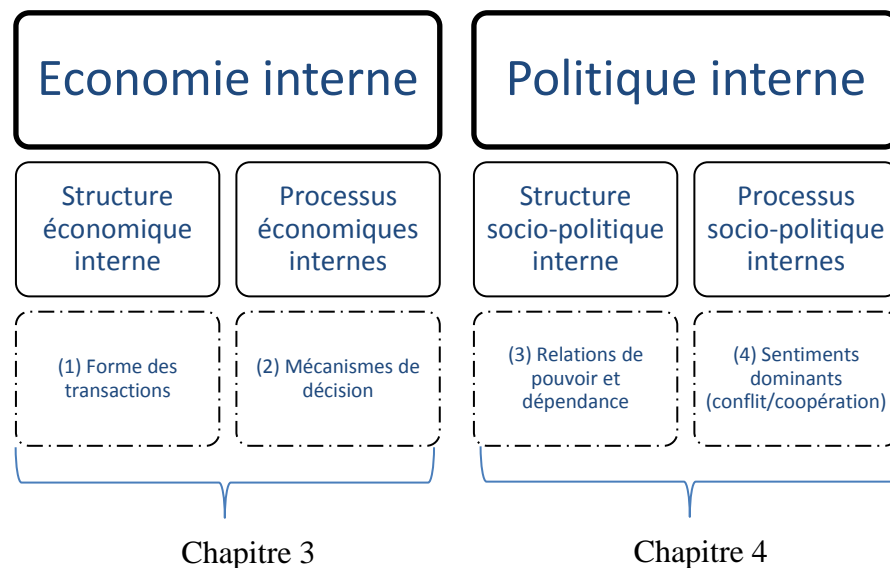 Economie interne
Politique interne
Structure
économique
interne
Processus
économiques
internes
Structure
socio-politique
interne
Processus
socio-politique
internes
(1) Forme des
transactions
(2) Mécanismes de
décision
(3) Relations de
pouvoir et
dépendance
(4) Sentiments
dominants
(conflit/coopération)
Chapitre 3
Chapitre 4